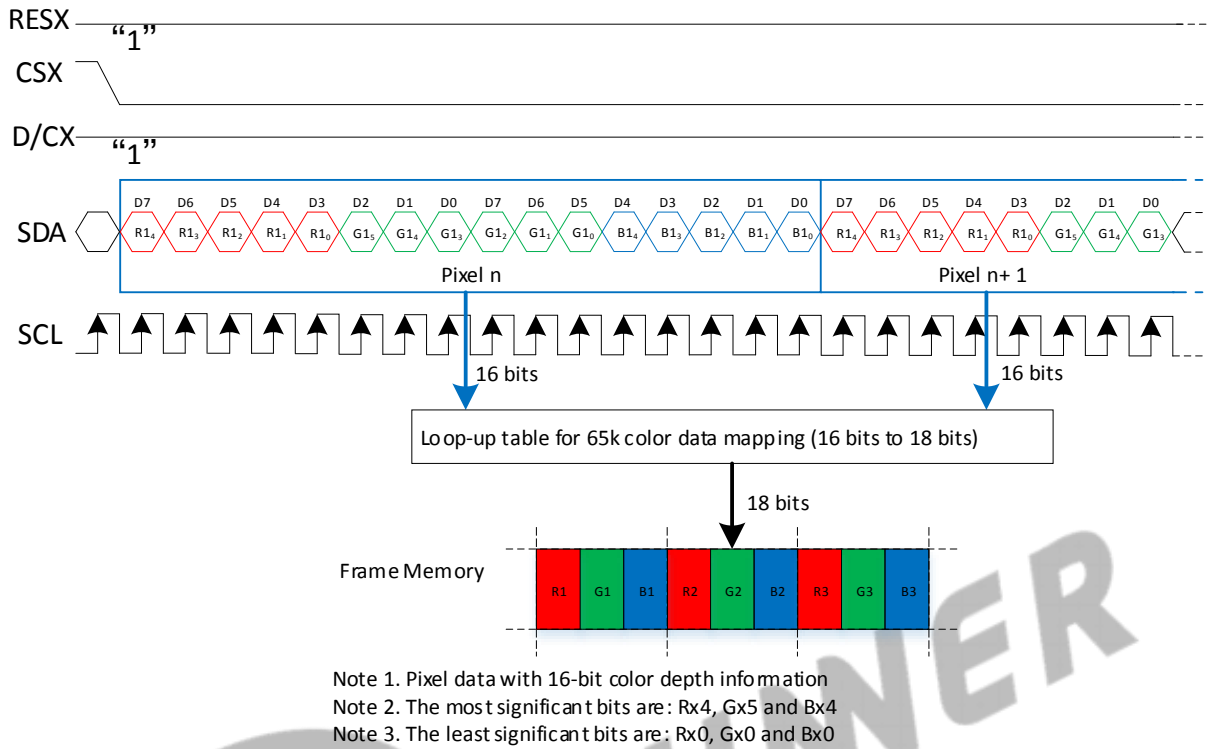 RESX "1"
CSX
D/CX "1"
D7 D6 D5 D4 D3 D2 D1 D0 D7 D6 D5 D4 D3 D2 D1 D0 D7 D6 D5 D4 D3 D2 D1 D0
SDA R1₄ R1₃ R1₂ R1₁ R1₀ G1₅ G1₄ G1₃ G1₂ G1₁ G1₀ B1₄ B1₃ B1₂ B1₁ B1₀ R1₄ R1₃ R1₂ R1₁ R1₀ G1₅ G1₄ G1₃
Pixel n Pixel n+ 1
SCL
16 bits 16 bits
Loop-up table for 65k color data mapping (16 bits to 18 bits)
18 bits
Frame Memory R1 G1 B1 R2 G2 B2 R3 G3 B3
Note 1. Pixel data with 16-bit color depth information
Note 2. The most significant bits are: Rx4, Gx5 and Bx4
Note 3. The least significant bits are: Rx0, Gx0 and Bx0